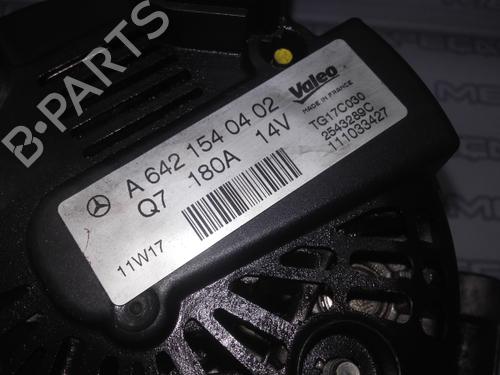 B-PARTS
Valeo
MADE IN FRANCE
A 642 154 04 02
Q7 180A 14V
TG17C030
2543289C
111033427
11W17